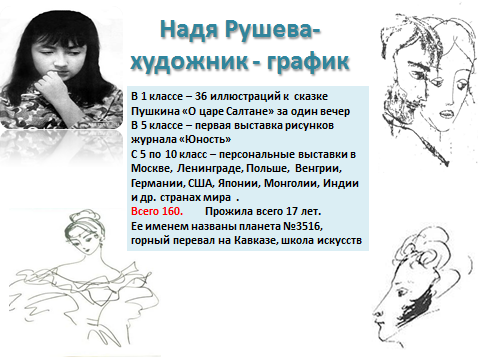 Надя Рушева-
художник - график
В 1 классе – 36 иллюстраций к сказке
Пушкина «О царе Салтане» за один вечер
В 5 классе – первая выставка рисунков
журнала «Юность»
С 5 по 10 класс – персональные выставки в
Москве, Ленинграде, Польше, Венгрии,
Германии, США, Японии, Монголии, Индии
и др. странах мира .
Всего 160. Прожила всего 17 лет.
Ее именем названы планета №3516,
горный перевал на Кавказе, школа искусств